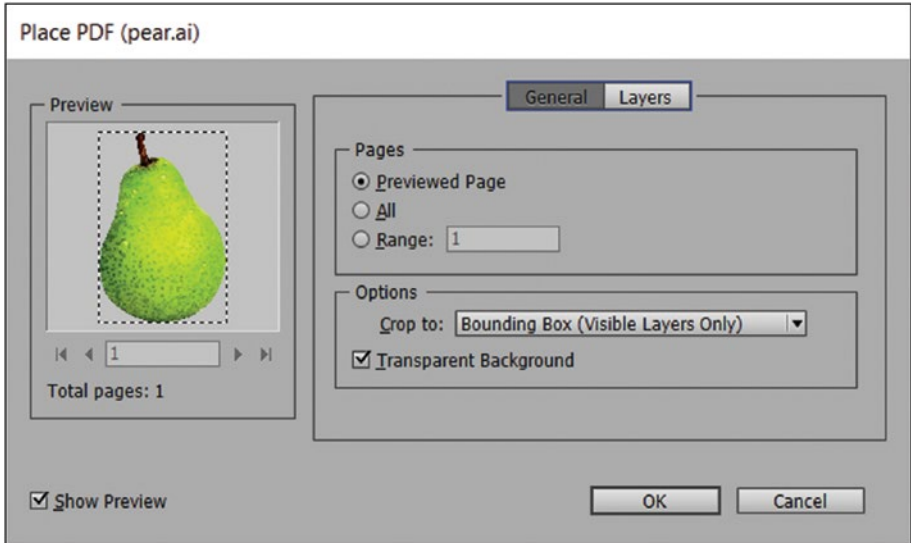 Place PDF (pear.ai)
Preview
1
Total pages: 1
General Layers
Pages
Previewed Page
All
Range: 1
Options
Crop to: Bounding Box (Visible Layers Only)
Transparent Background
Show Preview
OK Cancel